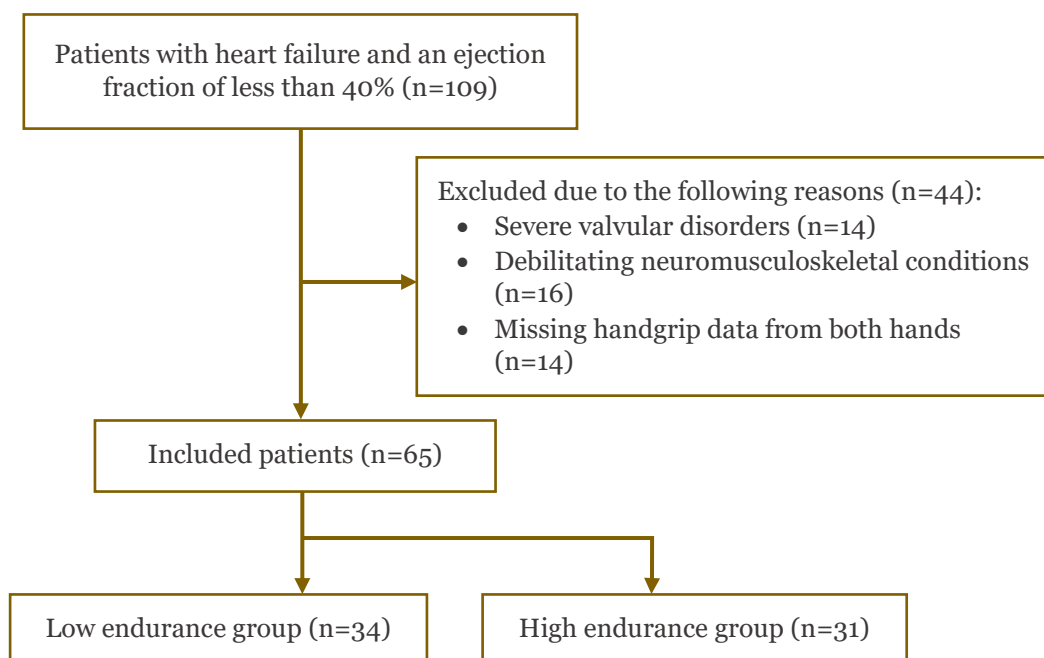 Patients with heart failure and an ejection
fraction of less than 40% (n=109)
Excluded due to the following reasons (n=44):
• Severe valvular disorders (n=14)
• Debilitating neuromusculoskeletal conditions
(n=16)
• Missing handgrip data from both hands
(n=14)
Included patients (n=65)
Low endurance group (n=34)
High endurance group (n=31)